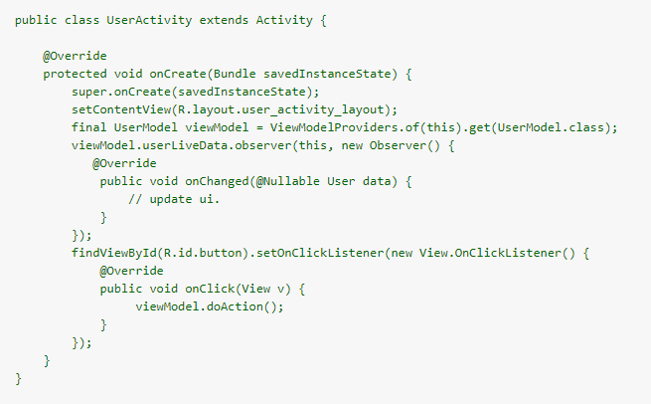 public class UserActivity extends Activity {
@Override
protected void onCreate(Bundle savedInstanceState) {
super.onCreate(savedInstanceState);
setContentView(R.layout.user_activity_layout);
final UserModel viewModel = ViewModelProviders.of(this).get(UserModel.class);
viewModel.userLiveData.observer(this, new Observer() {
@Override
public void onChanged(@Nullable User data) {
// update ui.
}
});
findViewById(R.id.button).setOnClickListener(new View.OnClickListener() {
@Override
public void onClick(View v) {
viewModel.doAction();
}
});
}
}